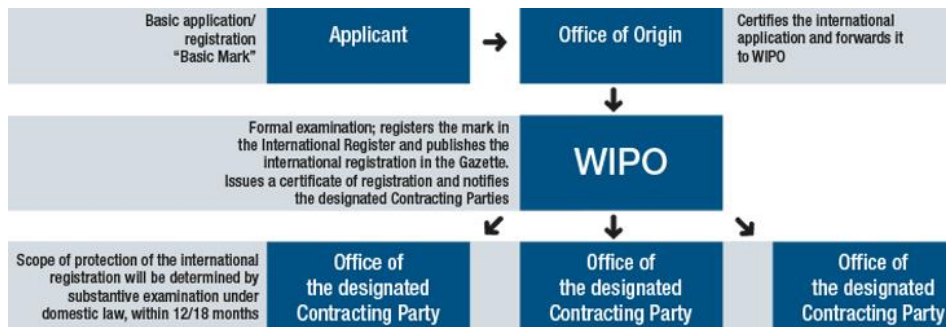 Basic application/
registration
“Basic Mark”
Applicant
Office of Origin
Certifies the international
application and forwards it
to WIPO
Formal examination; registers the mark in
the International Register and publishes the
international registration in the Gazette.
Issues a certificate of registration and notifies
the designated Contracting Parties
WIPO
Scope of protection of the international
registration will be determined by
substantive examination under
domestic law, within 12/18 months
Office of
the designated
Contracting Party
Office of
the designated
Contracting Party
Office of
the designated
Contracting Party